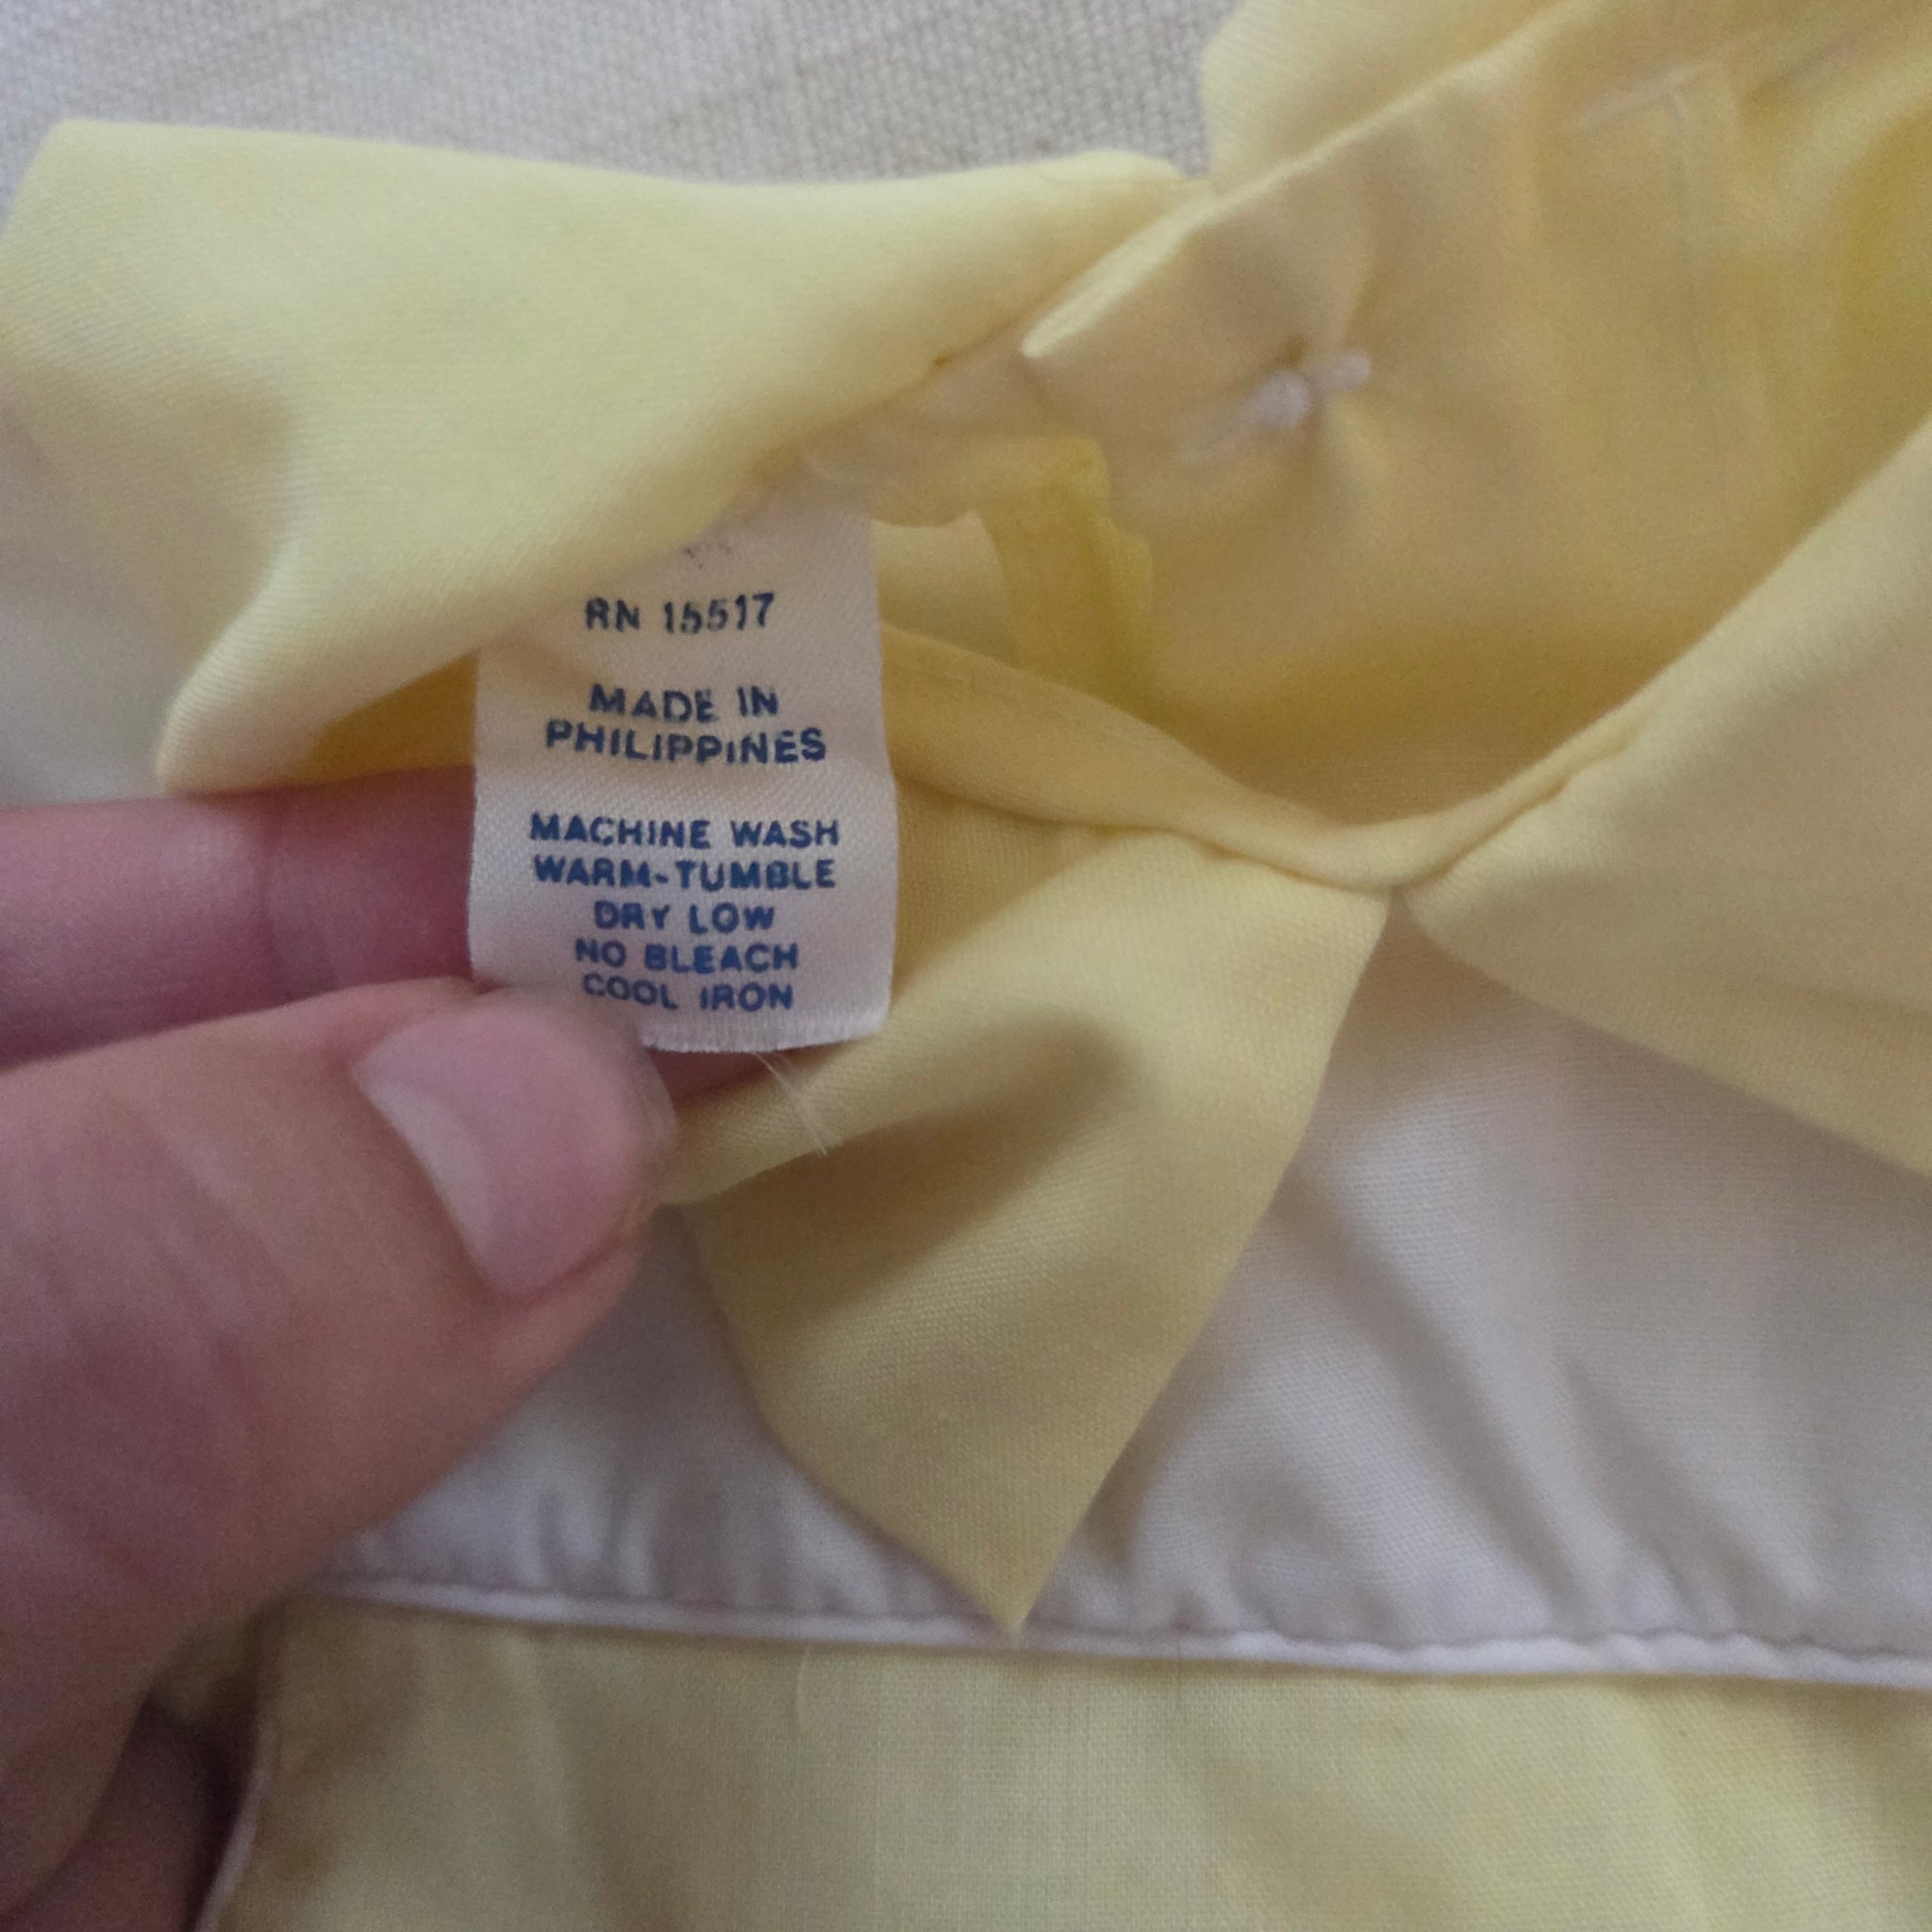 RN 15517
MADE IN
PHILIPPINES
MACHINE WASH
WARM-TUMBLE
DRY LOW
NO BLEACH
COOL IRON